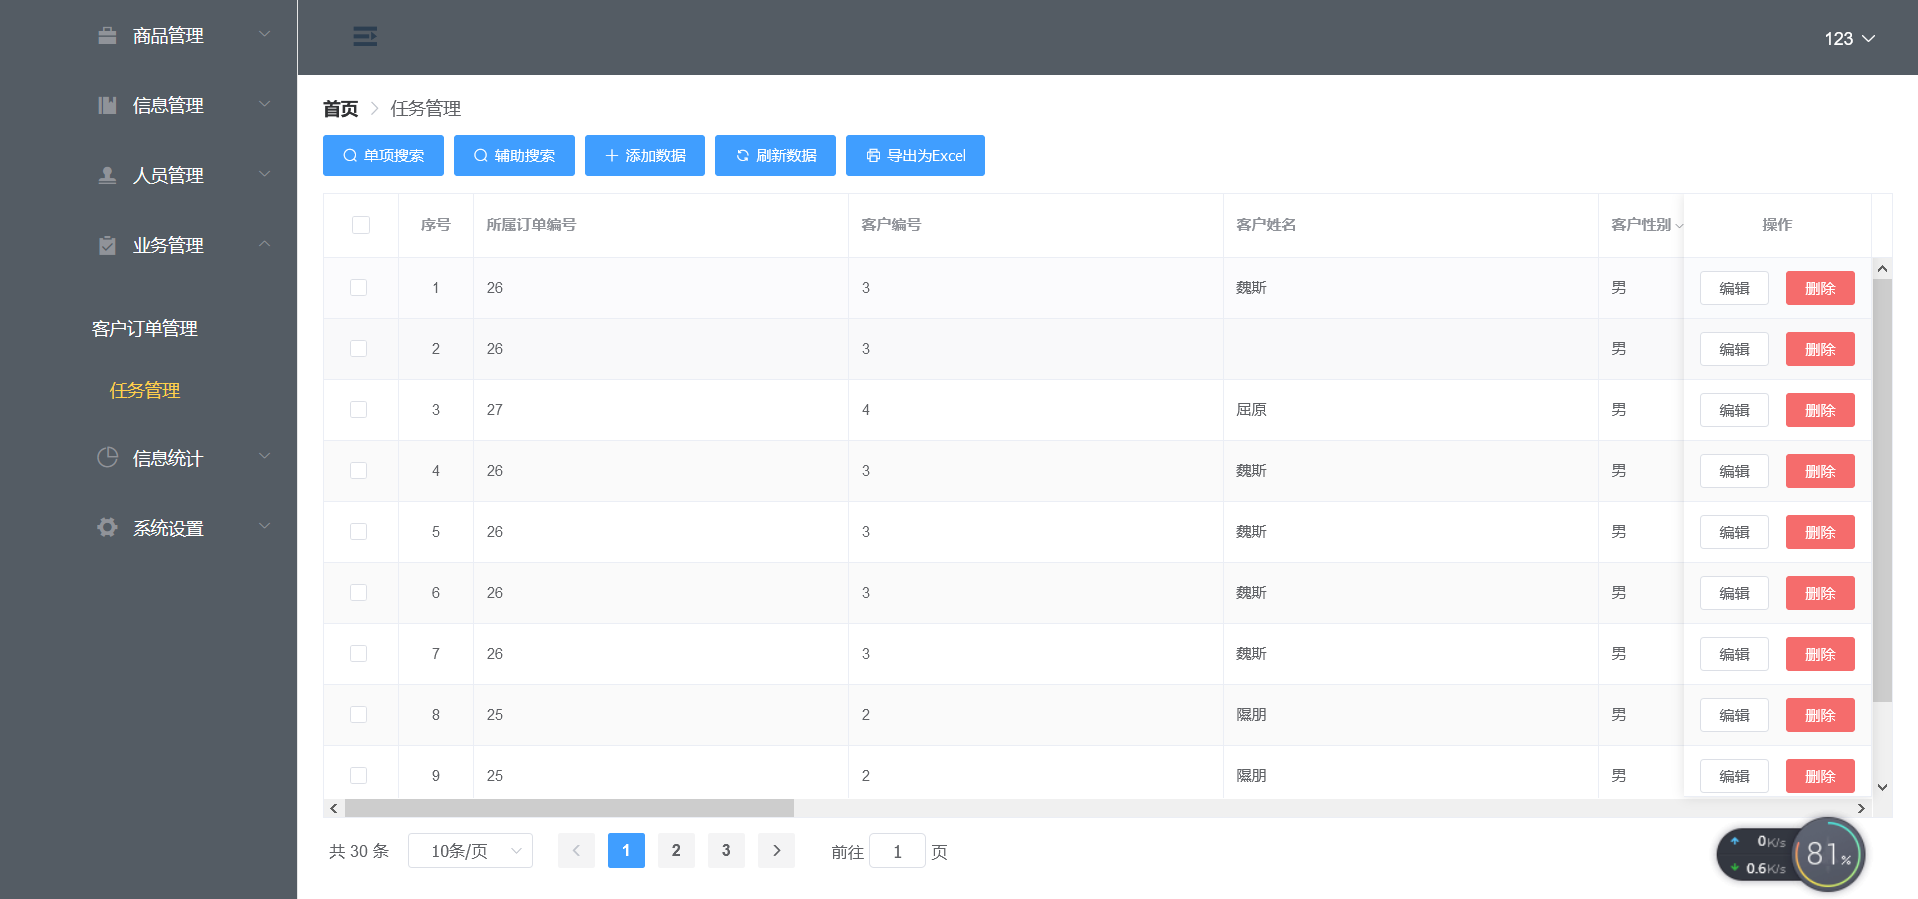 商品管理
信息管理
人员管理
业务管理
客户订单管理
任务管理
信息统计
系统设置
123
首页 任务管理
单项搜索 辅助搜索 添加数据 刷新数据 导出为Excel
序号 所属订单编号 客户编号 客户姓名 客户性别 操作
1 26 3 魏斯 男 编辑 删除
2 26 3 男 编辑 删除
3 27 4 屈原 男 编辑 删除
4 26 3 魏斯 男 编辑 删除
5 26 3 魏斯 男 编辑 删除
6 26 3 魏斯 男 编辑 删除
7 26 3 魏斯 男 编辑 删除
8 25 2 隰朋 男 编辑 删除
9 25 2 隰朋 男 编辑 删除
共 30 条 10条/页 1 2 3 前往 1 页
0K/s
0.6K/s
81%